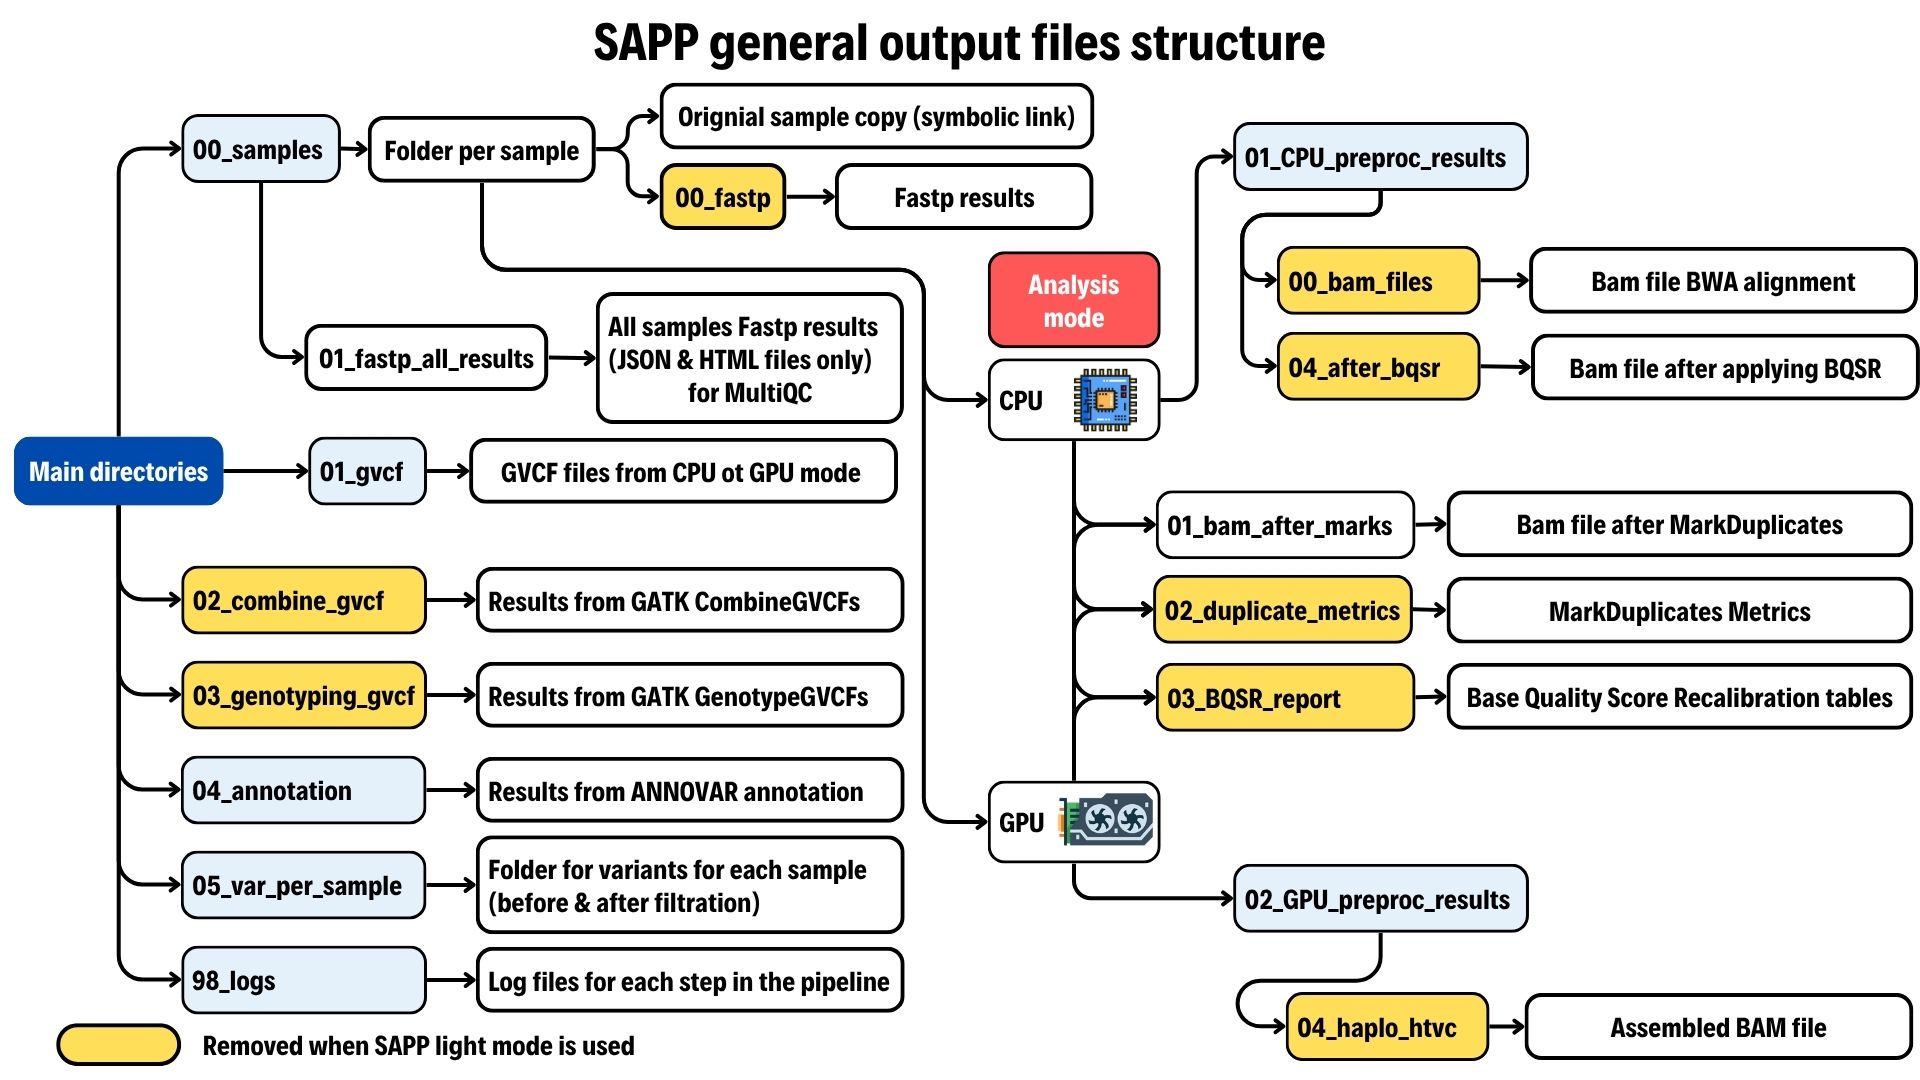 SAPP general output files structure
00_samples
Folder per sample
Orignial sample copy (symbolic link)
00_fastp
Fastp results
01_fastp_all_results
All samples Fastp results
(JSON & HTML files only)
for MultiQC
Main directories
01_gvcf
GVCF files from CPU ot GPU mode
02_combine_gvcf
Results from GATK CombineGVCFs
03_genotyping_gvcf
Results from GATK GenotypeGVCFs
04_annotation
Results from ANNOVAR annotation
05_var_per_sample
Folder for variants for each sample
(before & after filtration)
98_logs
Log files for each step in the pipeline
Removed when SAPP light mode is used
Analysis
mode
CPU
GPU
01_CPU_preproc_results
00_bam_files
Bam file BWA alignment
04_after_bqsr
Bam file after applying BQSR
01_bam_after_marks
Bam file after MarkDuplicates
02_duplicate_metrics
MarkDuplicates Metrics
03_BQSR_report
Base Quality Score Recalibration tables
02_GPU_preproc_results
04_haplo_htvc
Assembled BAM file